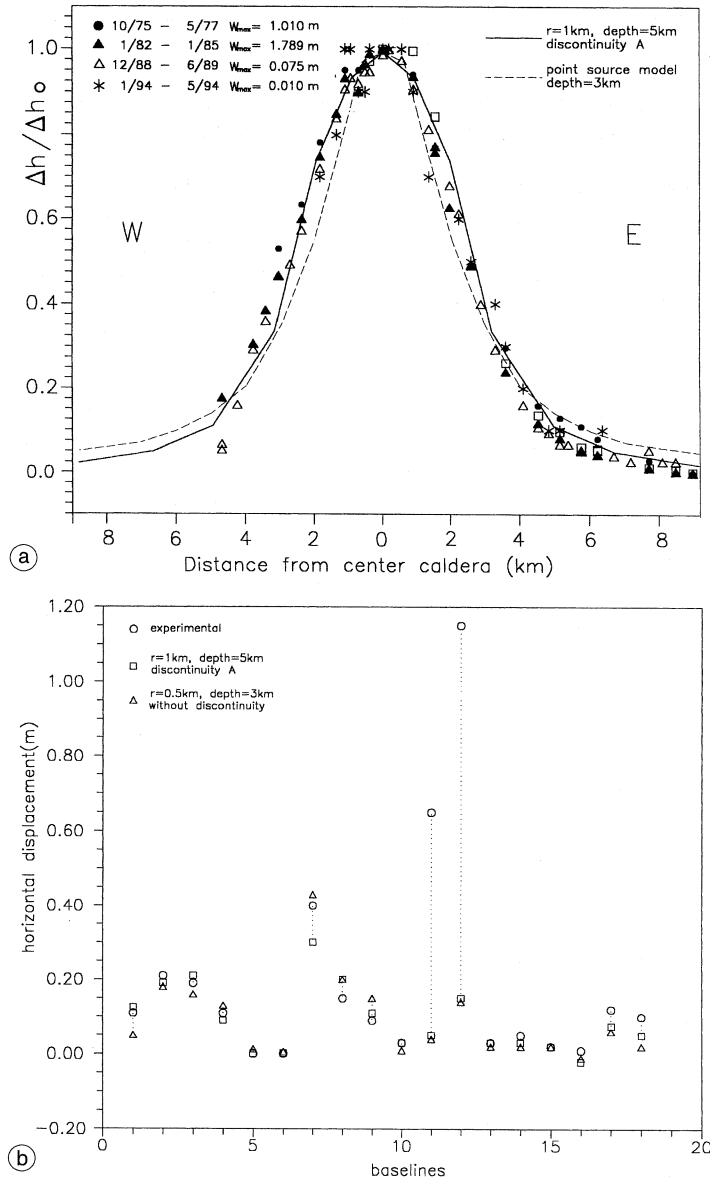 10/75 – 5/77 Wmax= 1.010 m
1/82 – 1/85 Wmax= 1.789 m
12/88 – 6/89 Wmax= 0.075 m
1/94 – 5/94 Wmax= 0.010 m
r=1km, depth=5km
discontinuity A
point source model
depth=3km
Δh/Δho
1.0
0.6
0.4
0.2
0.0
W
E
8 6 4 2 0 2 4 6 8
Distance from center caldera (km)
a
1.20
1.00
0.80
0.60
0.40
0.20
0.00
−0.20
experimental
r=1km, depth=5km
discontinuity A
r=0.5km, depth=3km
without discontinuity
horizontal displacement(m)
0 5 10 15 20
baselines
b